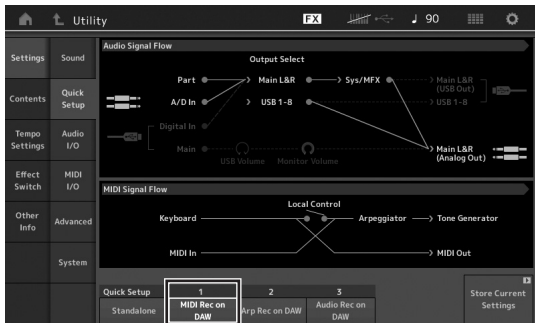 Utility
FX
90
Settings
Sound
Contents
Quick
Setup
Tempo
Settings
Audio
I/O
Effect
Switch
MIDI
I/O
Other
Info
Advanced
System
Audio Signal Flow
Output Select
Part
Main L&R
Sys/MFX
Main L&R
(USB Out)
A/D In
USB 1-8
USB 1-8
Digital In
Main
USB Volume
Monitor Volume
Main L&R
(Analog Out)
MIDI Signal Flow
Local Control
Keyboard
Arpeggiator
Tone Generator
MIDI In
MIDI Out
Quick Setup
1
2
3
Standalone
MIDI Rec on
DAW
Arp Rec on DAW
Audio Rec on
DAW
Store Current
Settings